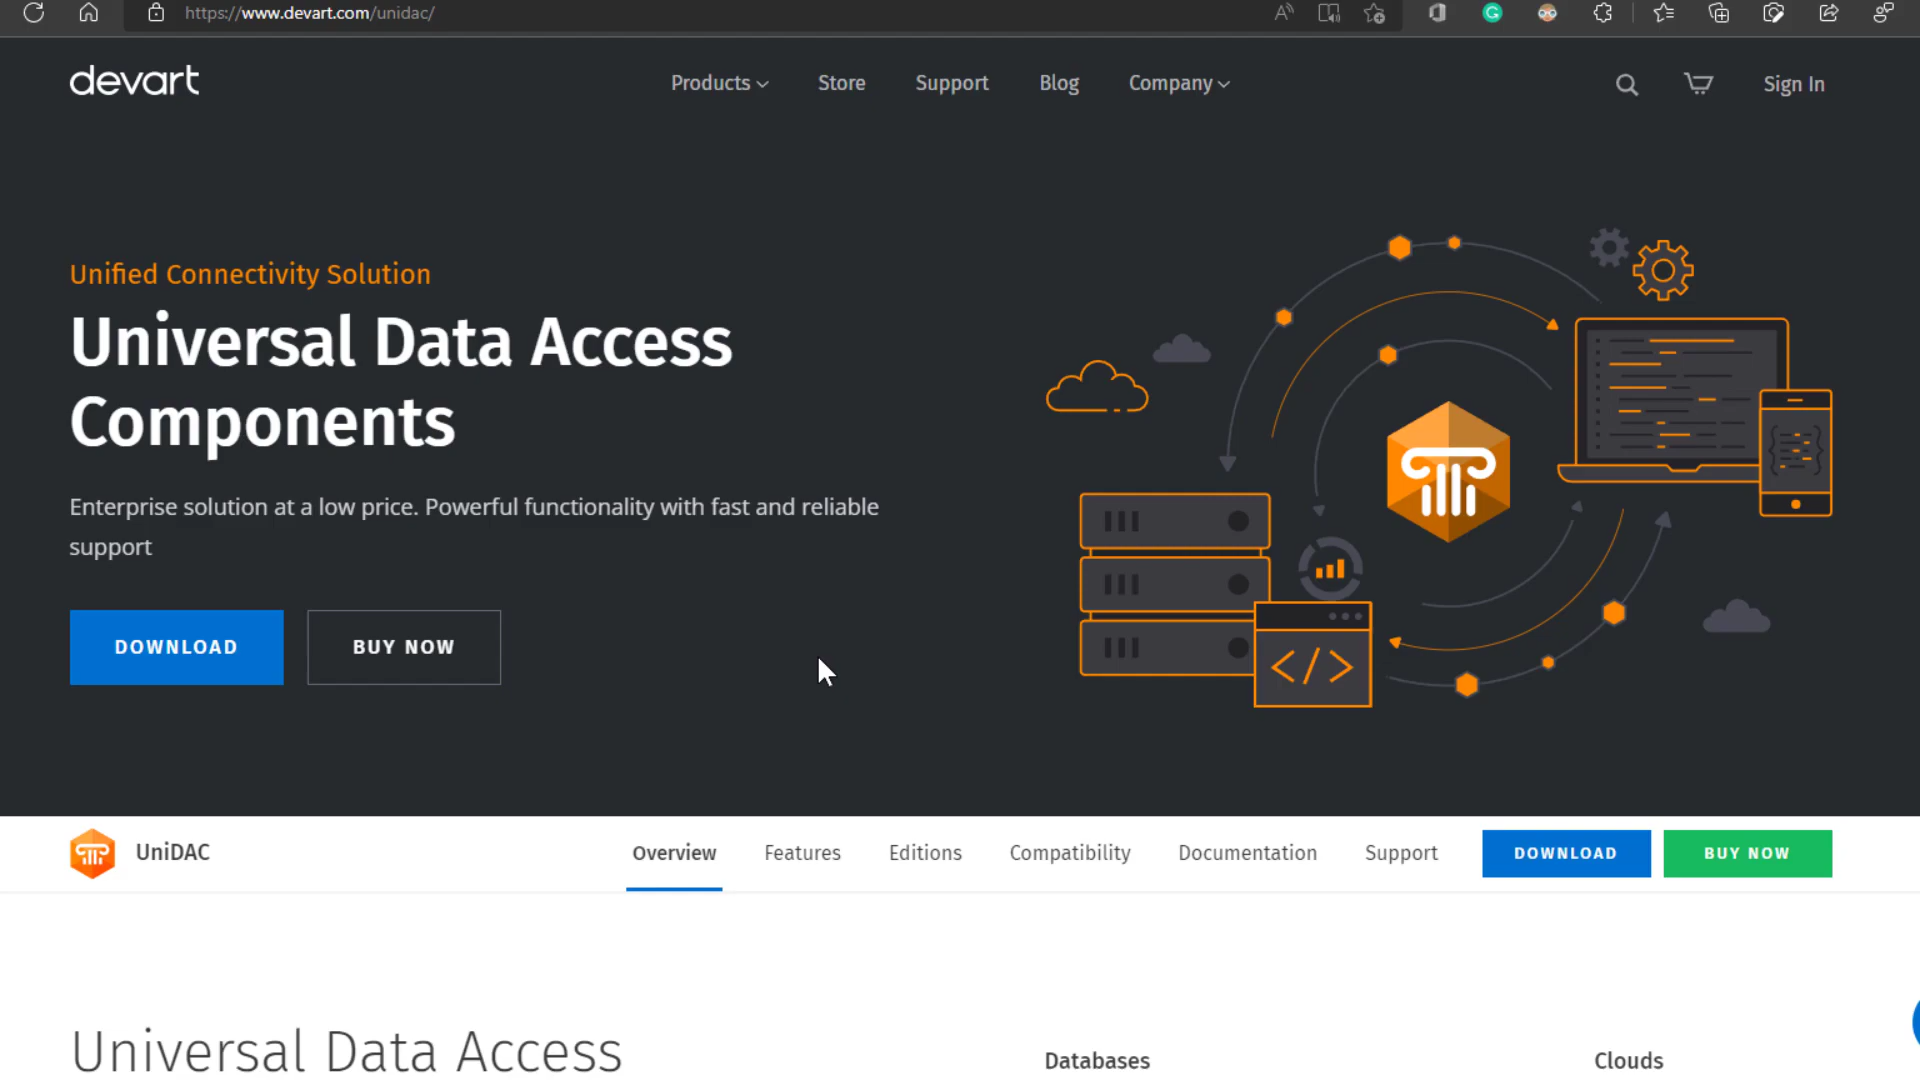 https://www.devart.com/unidac/
devart
Products
Store
Support
Blog
Company
Sign In
Unified Connectivity Solution
Universal Data Access
Components
Enterprise solution at a low price. Powerful functionality with fast and reliable
support
DOWNLOAD
BUY NOW
</>
UniDAC
Overview
Features
Editions
Compatibility
Documentation
Support
DOWNLOAD
BUY NOW
Universal Data Access
Databases
Clouds